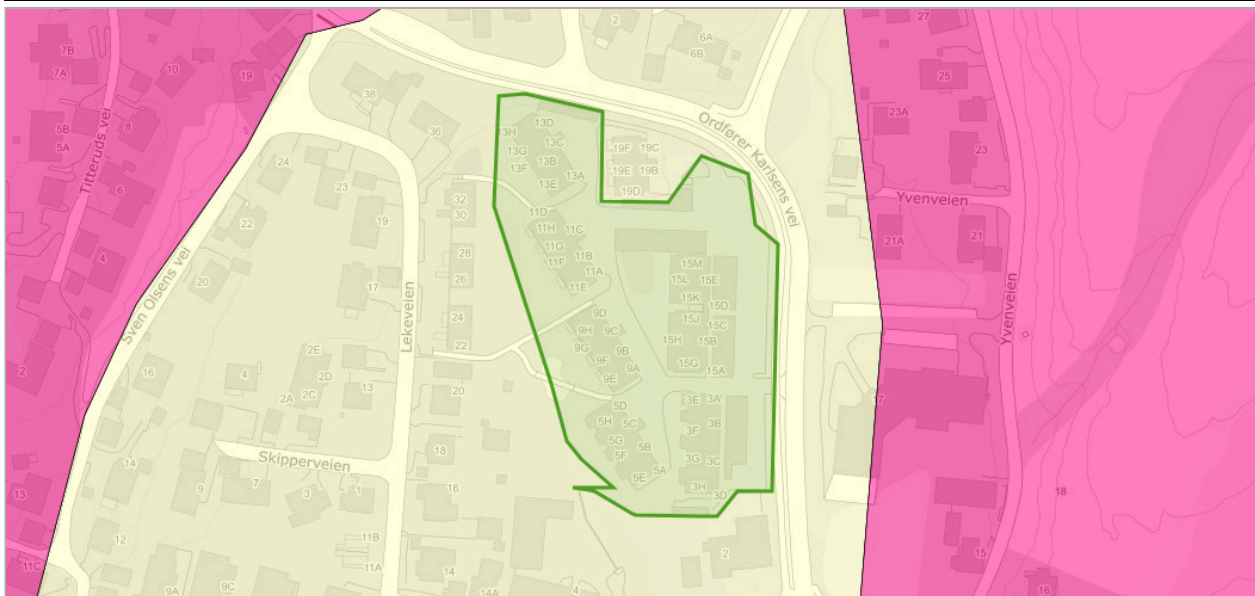 27
2
6A
6B
7B
7A
10
19
25
38
23A
13D
13H
13C
13G
13B
13F
13A
13E
Ordfører Karlsens vei
19F 19C
19E 19B
19D
36
5B
5A
8
23
24
6
Titteruds vei
23
32
30
Yvenveien
19
22
11D
11H 11C
11G
11F 11B
11A
11E
21A
21
4
28
26
15M
15L 15E
15K
15D
15J
15C
15H 15B
15G
15A
17
20
Sven Olsens vei
Lekeveien
24
22
9D
9H 9C
9G
9B
9F
9A
9E
Yvenveien
2
16
4
2E
2D
2C
2A
13
20
17
5D
5H 5C
5G
5B
5F
5A
5E
3E 3A
3B
3F
3G 3C
3H
3D
Skipperveien
18
14
9
7
3
1
16
13
18
12
11B
11A
11C
2
15
14
14A
4
9A
9C
16